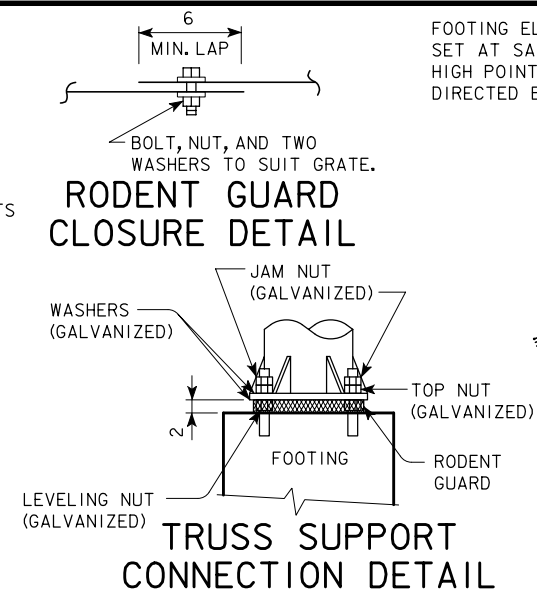 6
MIN. LAP
FOOTING
SET AT
HIGH POINT
DIRECTED
BOLT, NUT, AND TWO
WASHERS TO SUIT GRATE.
RODENT GUARD
CLOSURE DETAIL
JAM NUT
(GALVANIZED)
WASHERS
(GALVANIZED)
TOP NUT
(GALVANIZED)
2
FOOTING
RODENT
GUARD
LEVELING NUT
(GALVANIZED)
TRUSS SUPPORT
CONNECTION DETAIL